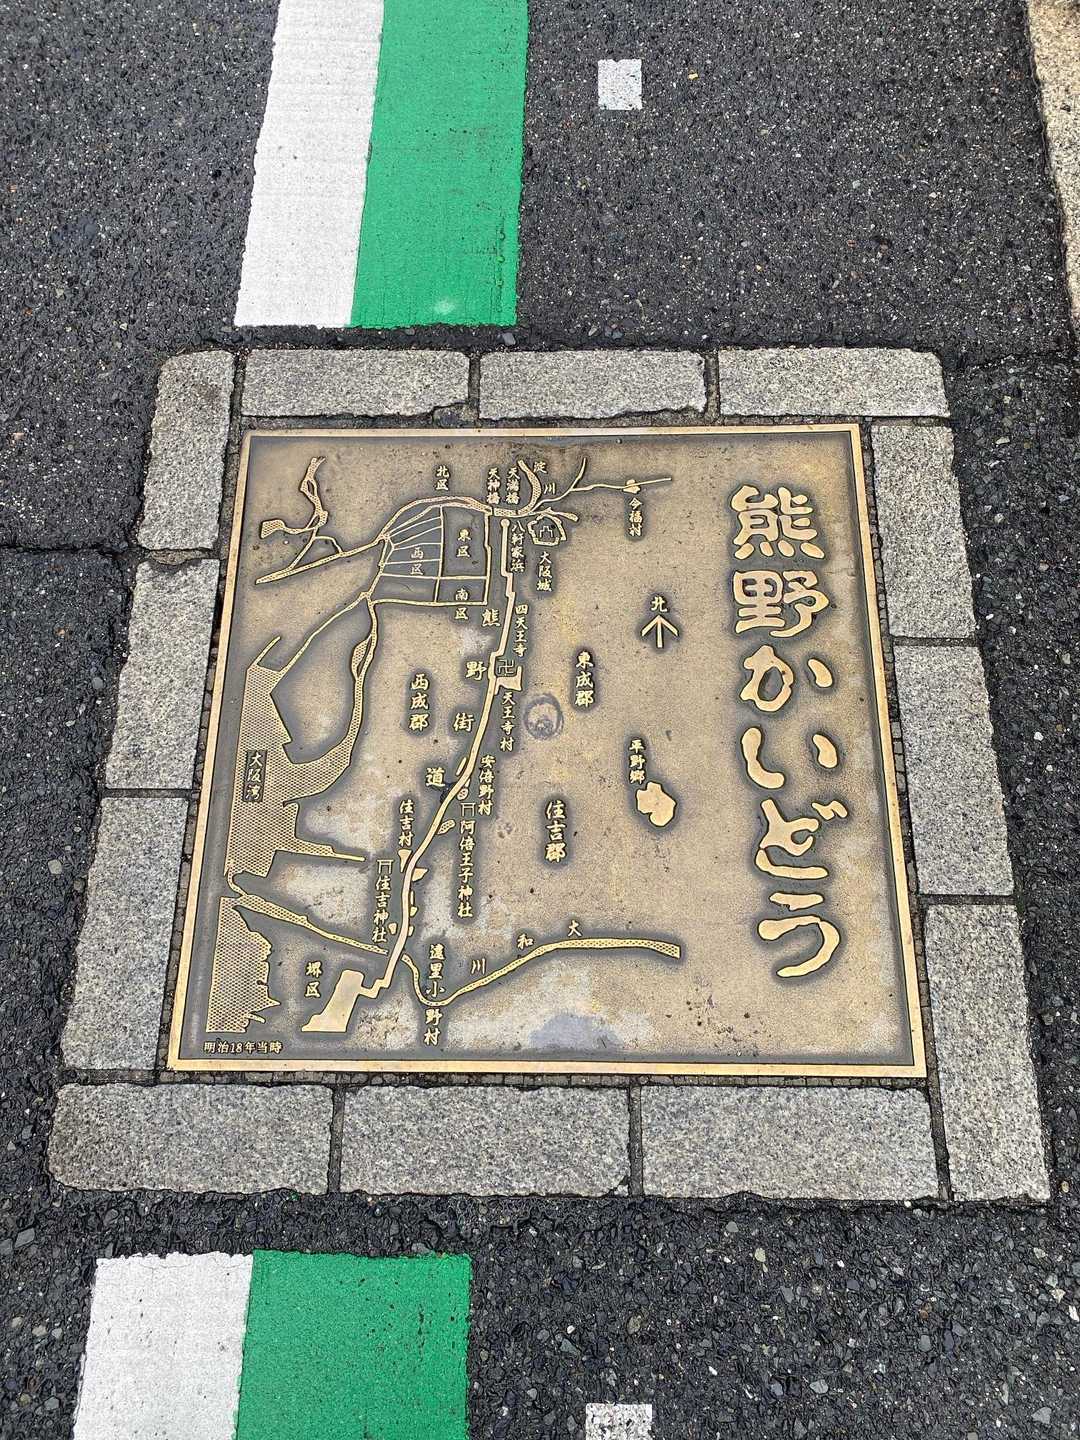 熊野かいどう
北区
天神橋
天満橋
淀川
今福村
東区
西区
南区
八軒家浜
大阪城
北
四天王寺
熊野街道
東成郡
西成郡
天王寺村
大阪湾
平野郷
安倍野村
住吉村
阿倍王子神社
住吉郡
住吉神社
大和川
遠里小野村
堺区
明治18年当時